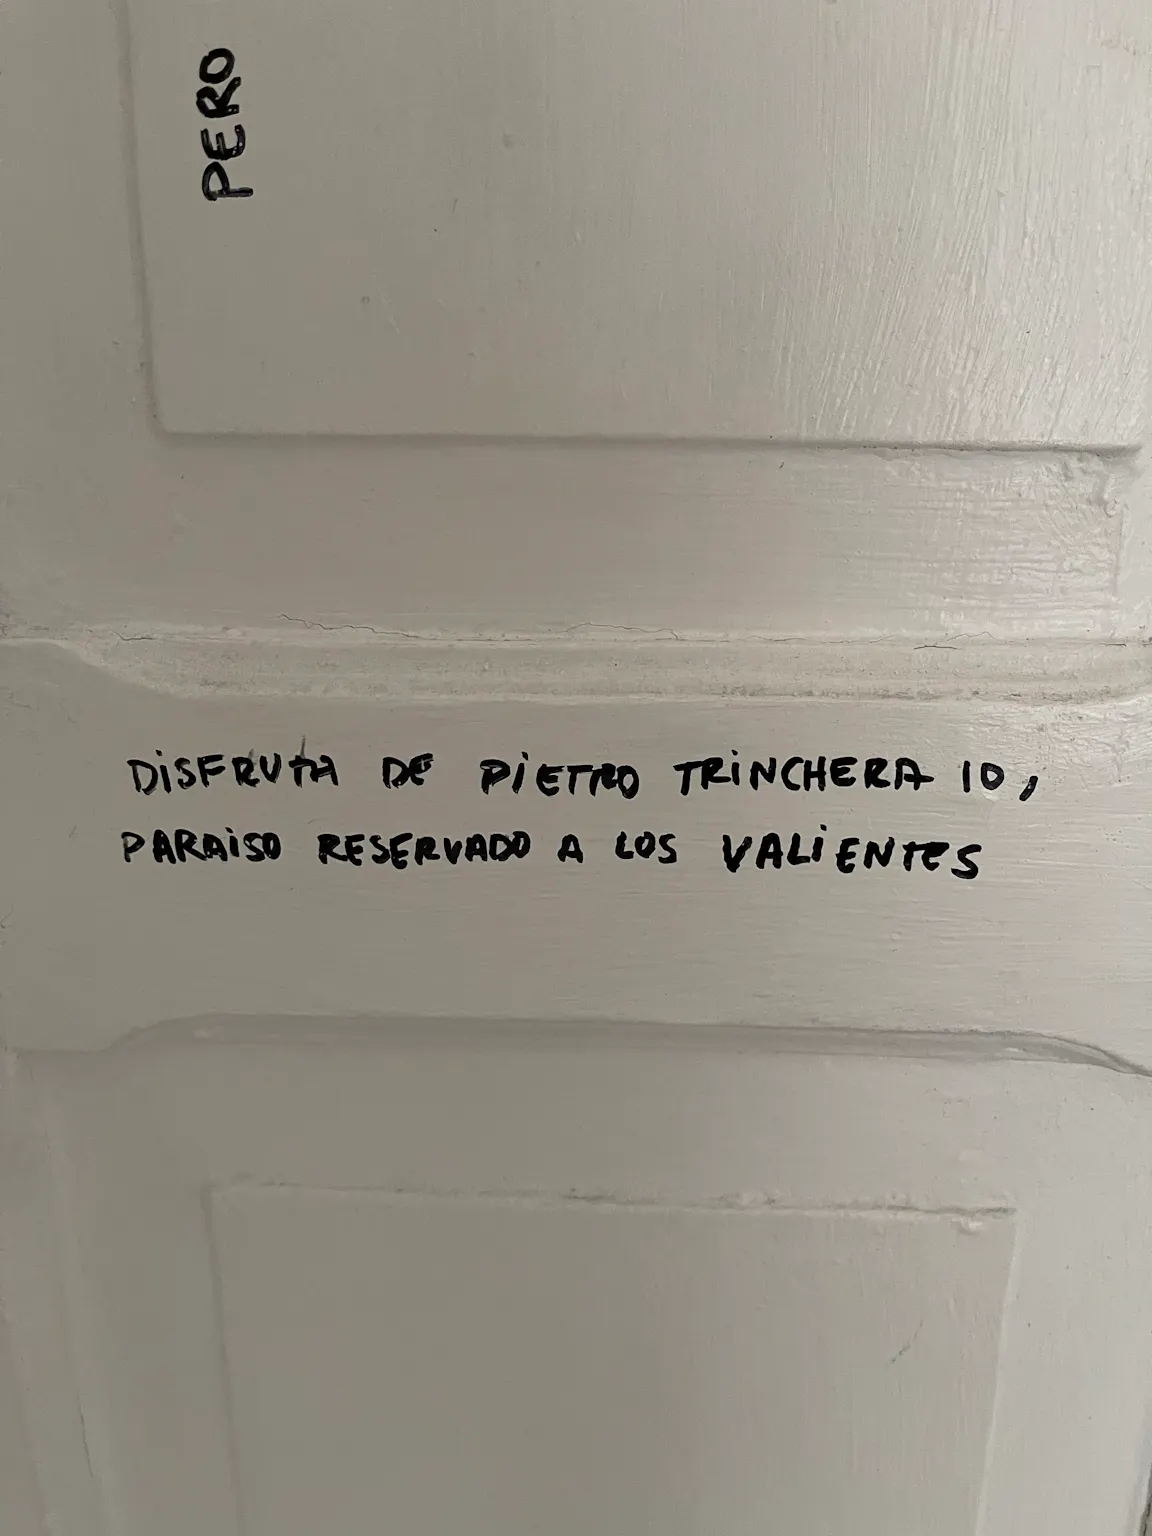 PERO
DiSFRUTA DE PiETRO TRiNCHERA 10,
PARAiSO RESERVADO A LOS VALiENTES